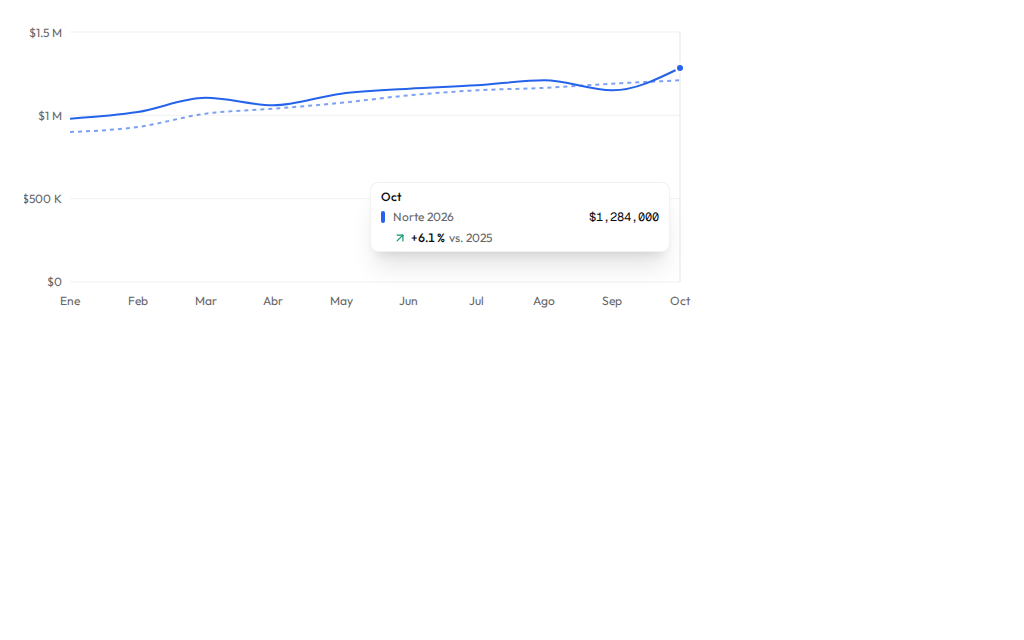 $1.5 M
$1 M
$500 K
$0
Oct
Norte 2026 $1,284,000
+6.1 % vs. 2025
Ene Feb Mar Abr May Jun Jul Ago Sep Oct